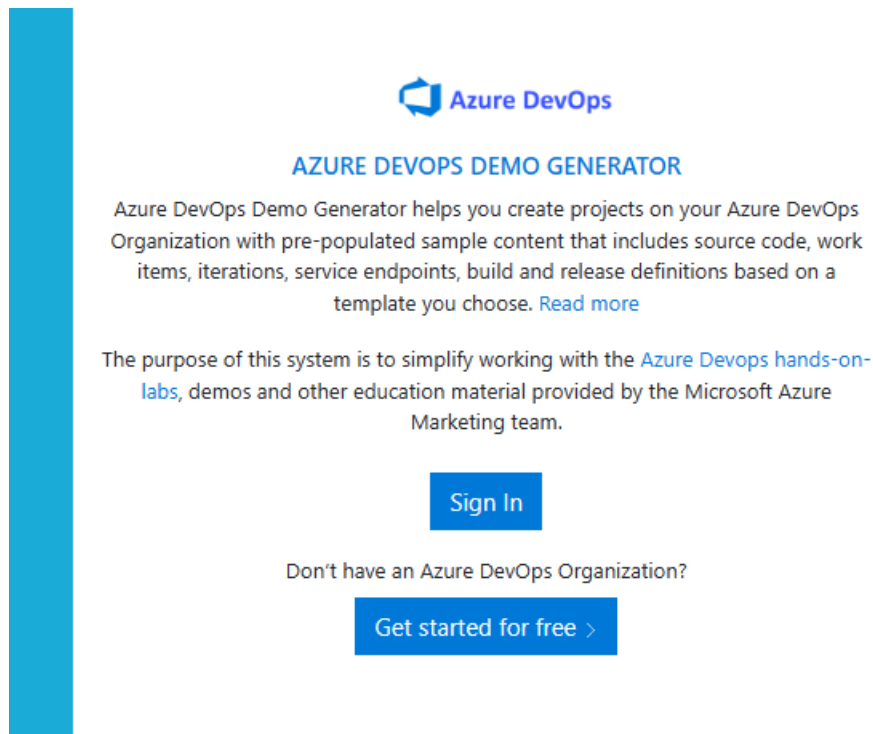 Azure DevOps
AZURE DEVOPS DEMO GENERATOR
Azure DevOps Demo Generator helps you create projects on your Azure DevOps
Organization with pre-populated sample content that includes source code, work
items, iterations, service endpoints, build and release definitions based on a
template you choose. Read more
The purpose of this system is to simplify working with the Azure Devops hands-on-
labs, demos and other education material provided by the Microsoft Azure
Marketing team.
Sign In
Don't have an Azure DevOps Organization?
Get started for free >